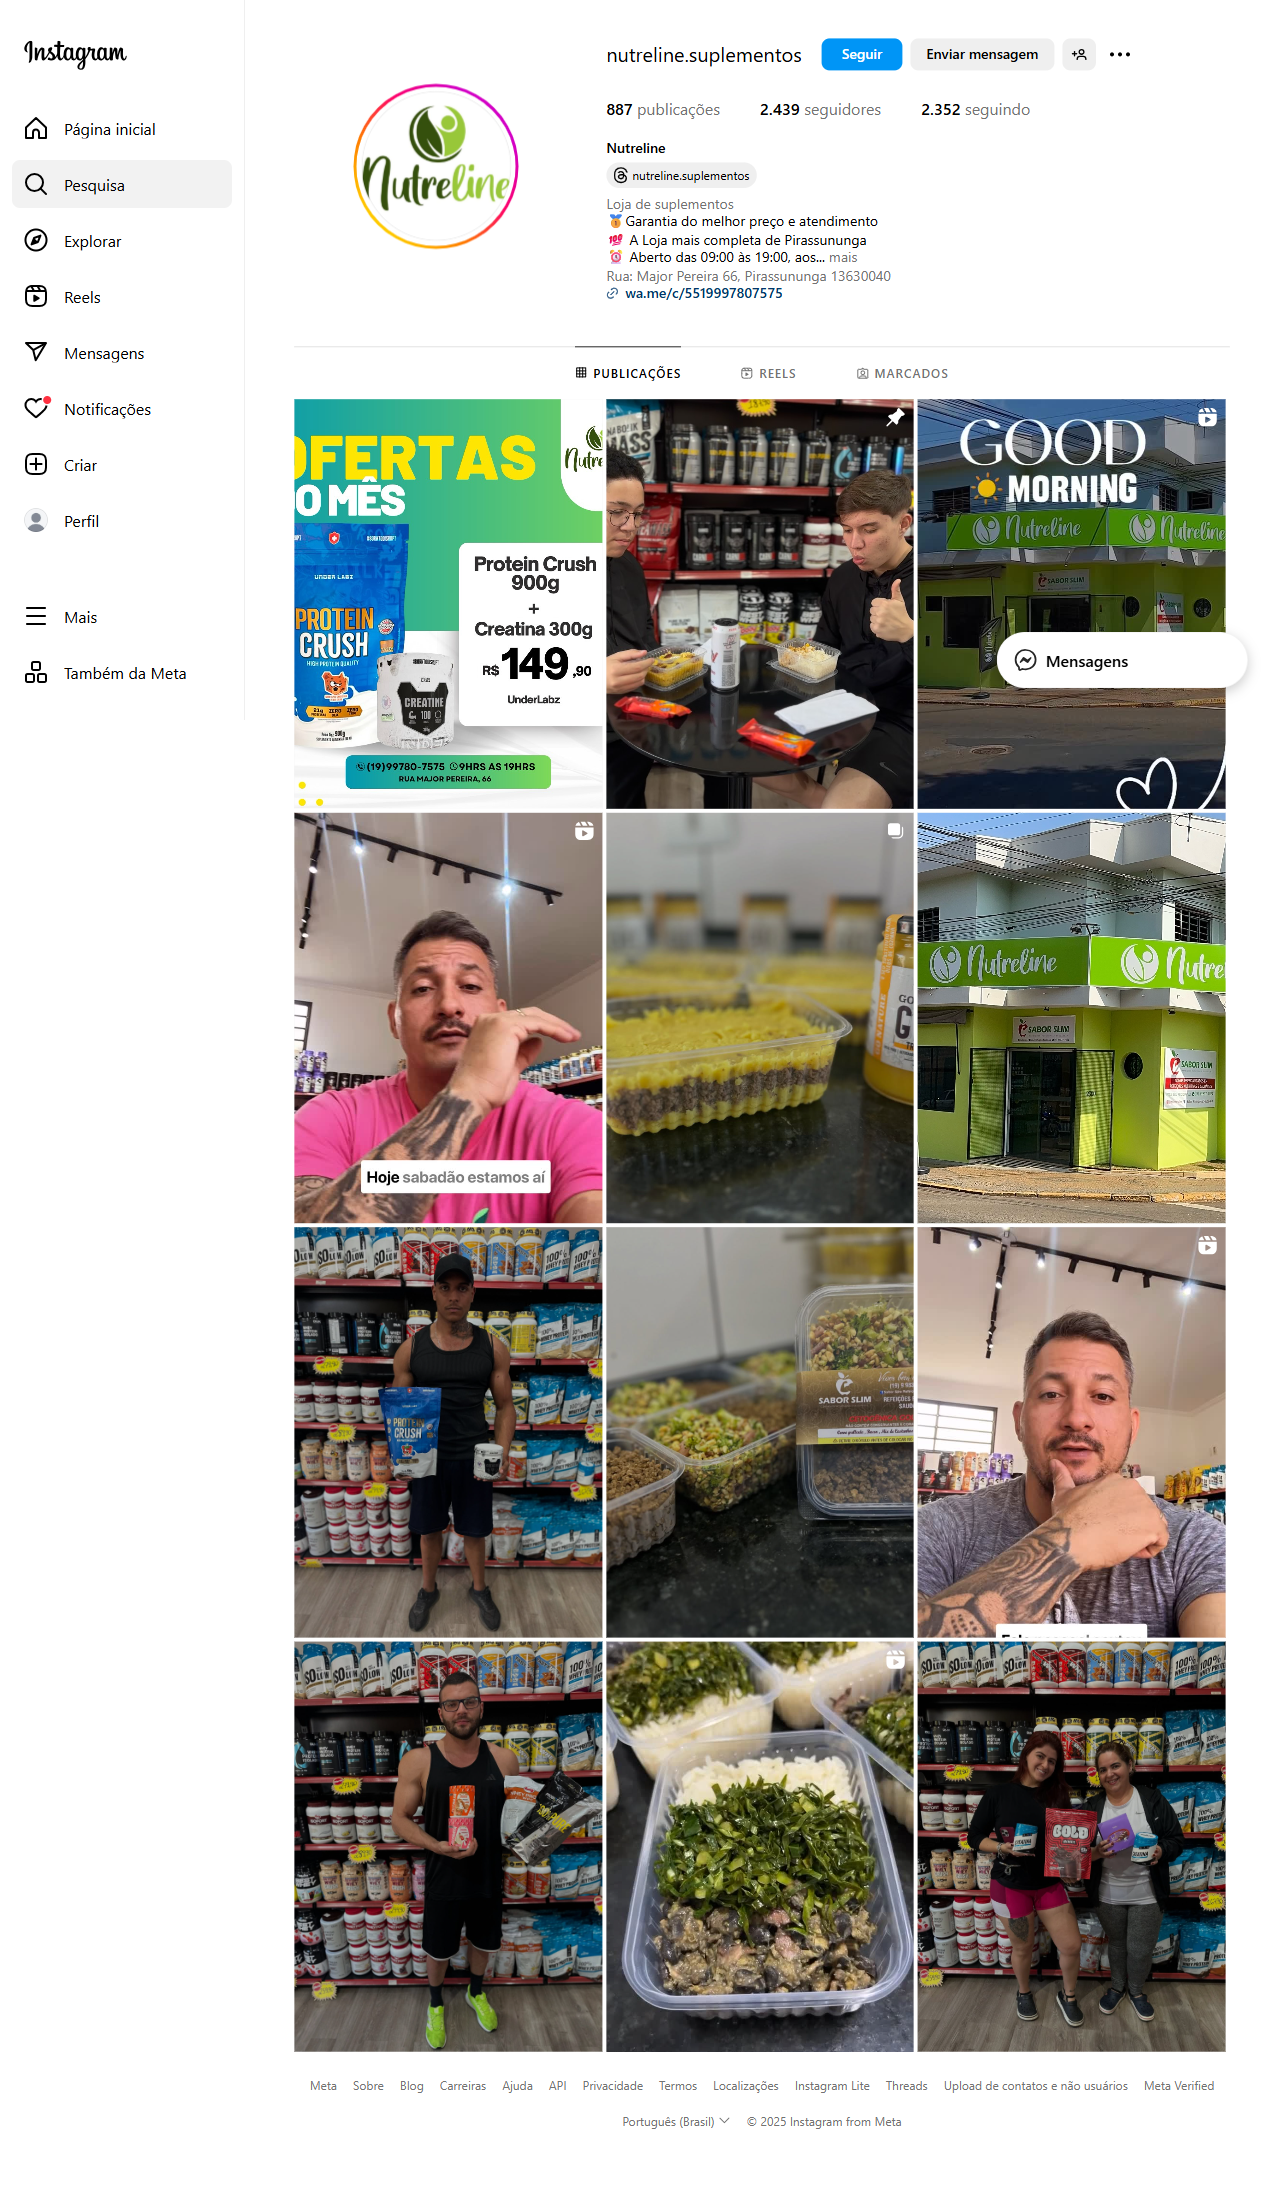 Instagram
Página inicial
Pesquisa
Explorar
Reels
Mensagens
Notificações
Criar
Perfil
Mais
Também da Meta
Nutreline
nutreline.suplementos
Seguir
Enviar mensagem
887 publicações
2.439 seguidores
2.352 seguindo
Nutreline
nutreline.suplementos
Loja de suplementos
🥇Garantia do melhor preço e atendimento
💯 A Loja mais completa de Pirassununga
⏰ Aberto das 09:00 às 19:00, aos... mais
Rua: Major Pereira 66, Pirassununga 13630040
wa.me/c/5519997807575
PUBLICAÇÕES
REELS
MARCADOS
OFERTAS
DO MÊS
UNDER LABZ
PROTEIN
CRUSH
HIGH PROTEIN QUALITY
CREATINE
100
Protein Crush
900g
+
Creatina 300g
R$149,90
UnderLabz
(19)99780-7575 9HRS AS 19HRS
RUA MAJOR PEREIRA, 66
GOOD
MORNING
Nutreline
Nutreline
SABOR SLIM
Mensagens
Hoje sabadão estamos aí
Nutreline
Nutre
SABOR SLIM
SABOR SLIM
PROTEIN
CRUSH
SABOR SLIM
GOLD
Meta
Sobre
Blog
Carreiras
Ajuda
API
Privacidade
Termos
Localizações
Instagram Lite
Threads
Upload de contatos e não usuários
Meta Verified
Português (Brasil)
© 2025 Instagram from Meta